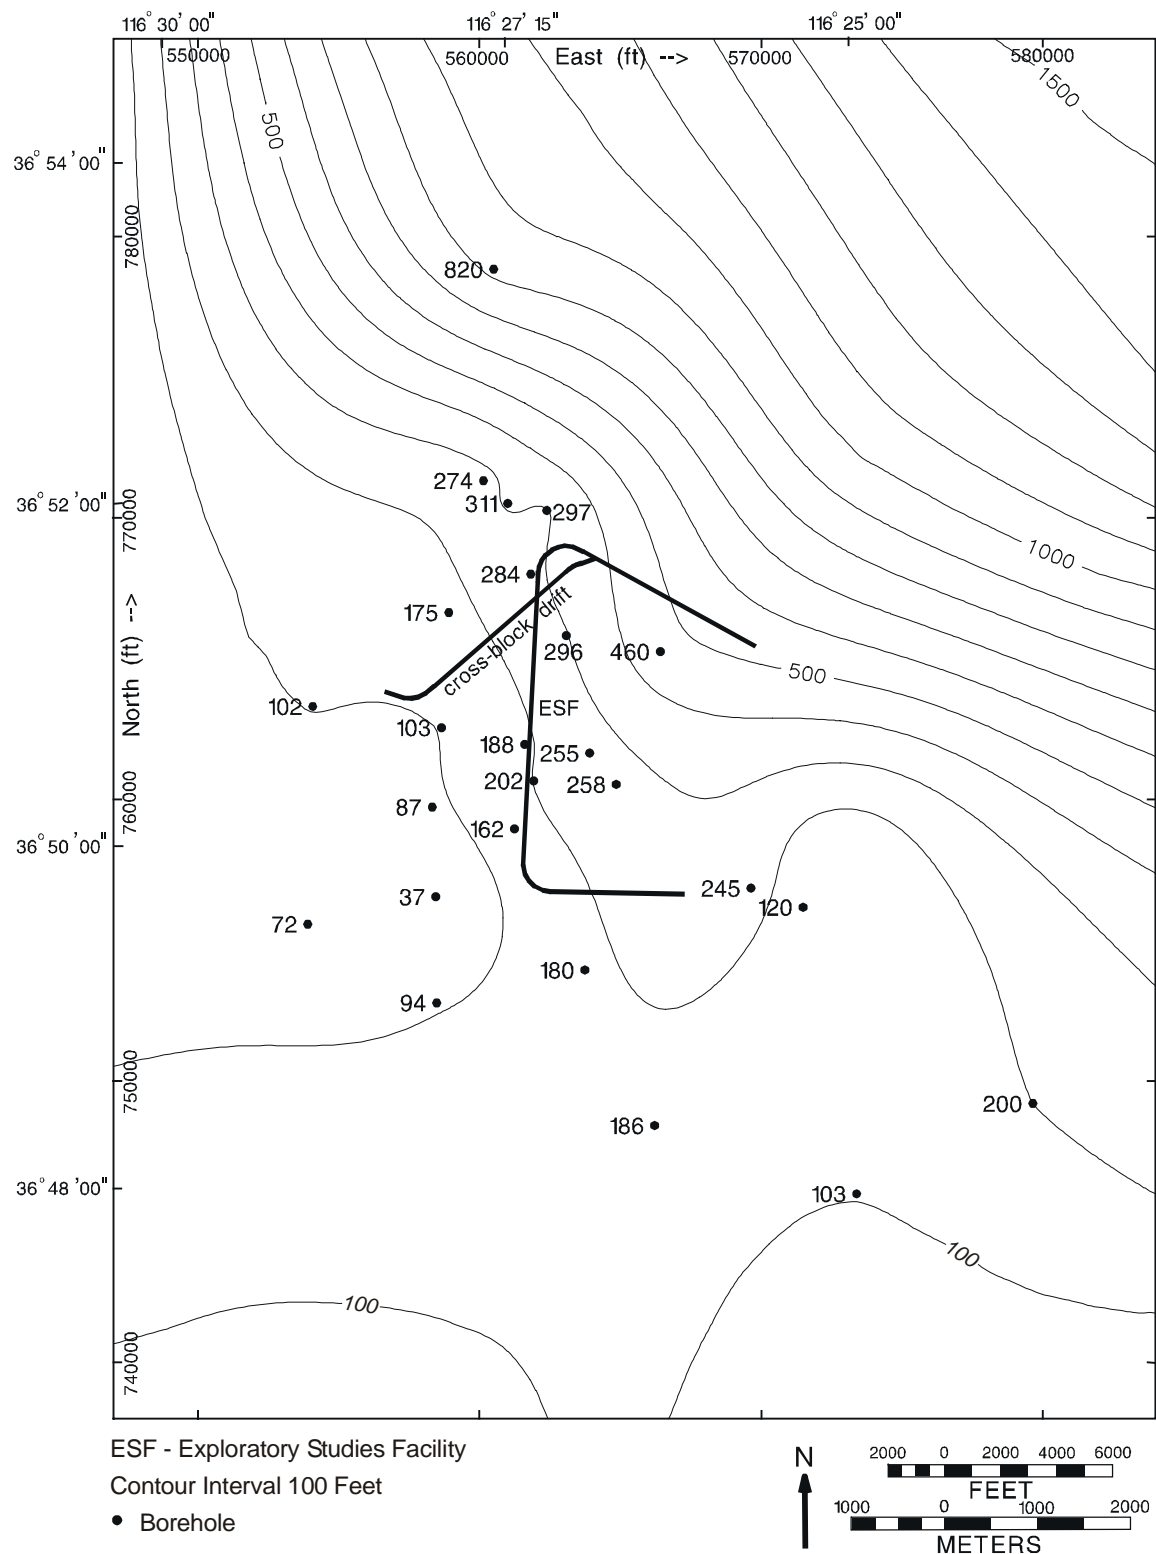 116° 30' 00" 116° 27' 15" 116° 25' 00"
550000 560000 East (ft) --> 570000 580000
1500
500
36° 54' 00"
780000
820
274
36° 52' 00"
311
297
770000
1000
284
cross-block drift
175
North (ft) -->
296
460
500
102
ESF
103
188
255
202
258
760000
87
162
36° 50' 00"
245
37
120
72
180
94
750000
200
186
36° 48' 00"
103
100
100
740000
ESF - Exploratory Studies Facility
Contour Interval 100 Feet
Borehole
N
2000 0 2000 4000 6000
FEET
1000 0 1000 2000
METERS